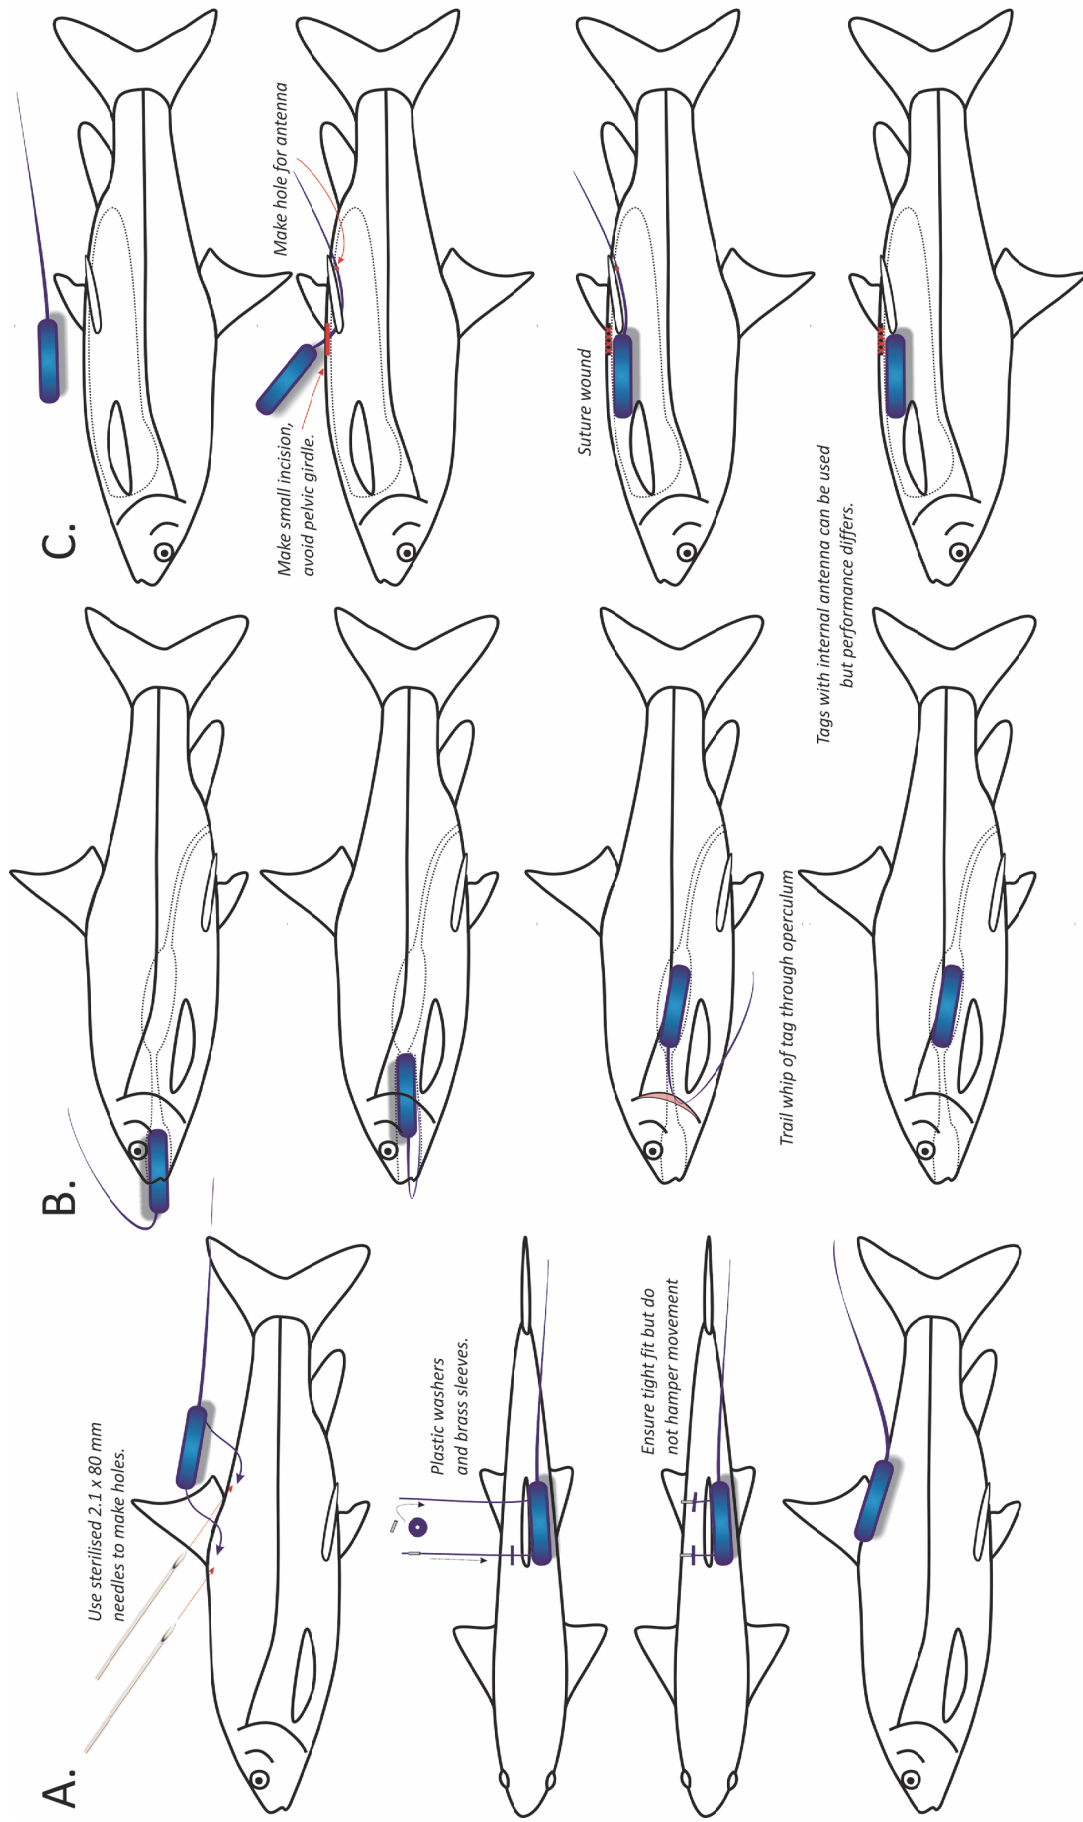 A.
Use sterilised 2.1 x 80 mm
needles to make holes.
Plastic washers
and brass sleeves.
Ensure tight fit but do
not hamper movement
B.
Trail whip of tag through operculum
Tags with internal antenna can be used
but performance differs.
C.
Make small incision,
avoid pelvic girdle.
Make hole for antenna
Suture wound